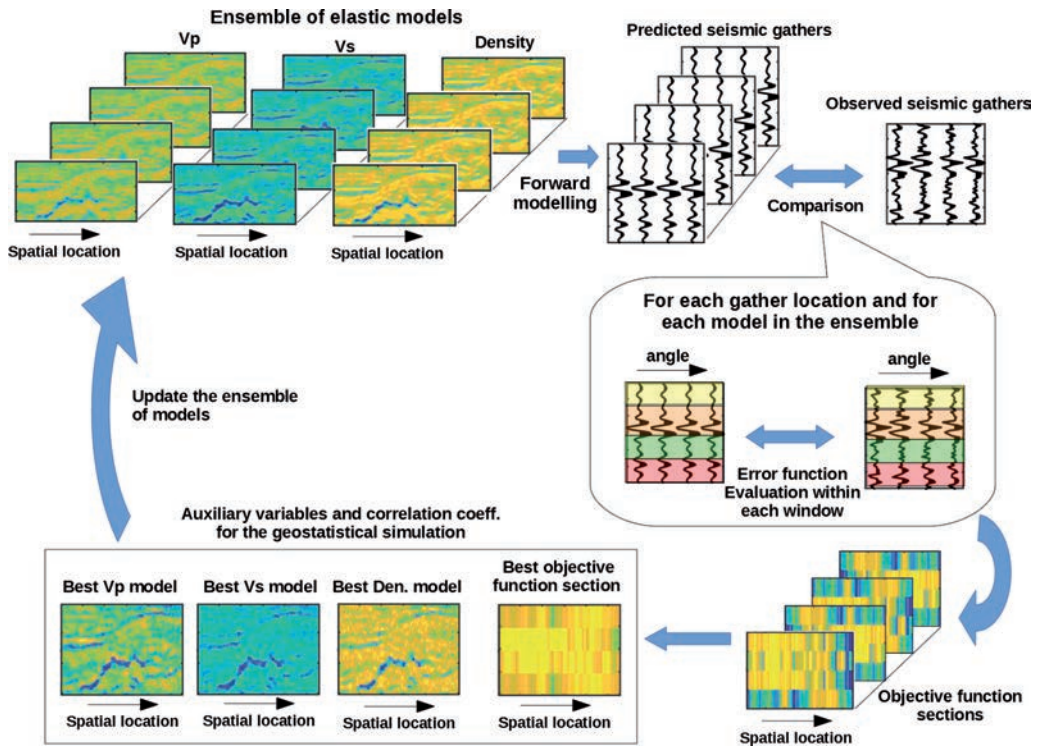 Ensemble of elastic models
Vp
Vs
Density
Spatial location
Spatial location
Spatial location
Forward
modelling
Predicted seismic gathers
Comparison
Observed seismic gathers
For each gather location and for
each model in the ensemble
angle
angle
Error function
Evaluation within
each window
Update the ensemble
of models
Auxiliary variables and correlation coeff.
for the geostatistical simulation
Best Vp model
Best Vs model
Best Den. model
Best objective
function section
Spatial location
Spatial location
Spatial location
Spatial location
Objective function
sections
Spatial location